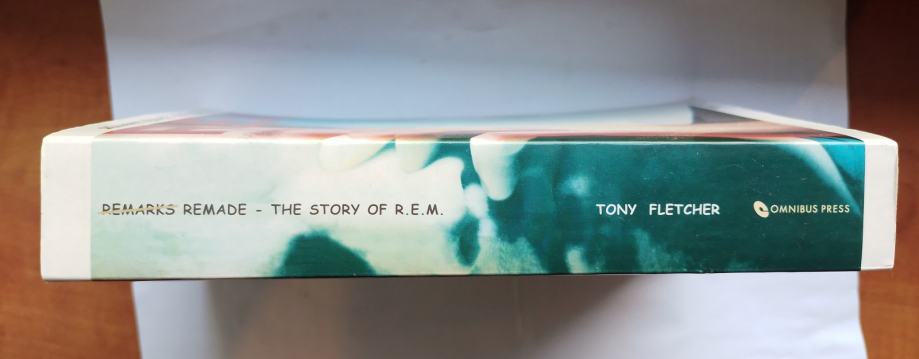 REMARKS REMADE - THE STORY OF R.E.M. TONY FLETCHER OMNIBUS PRESS